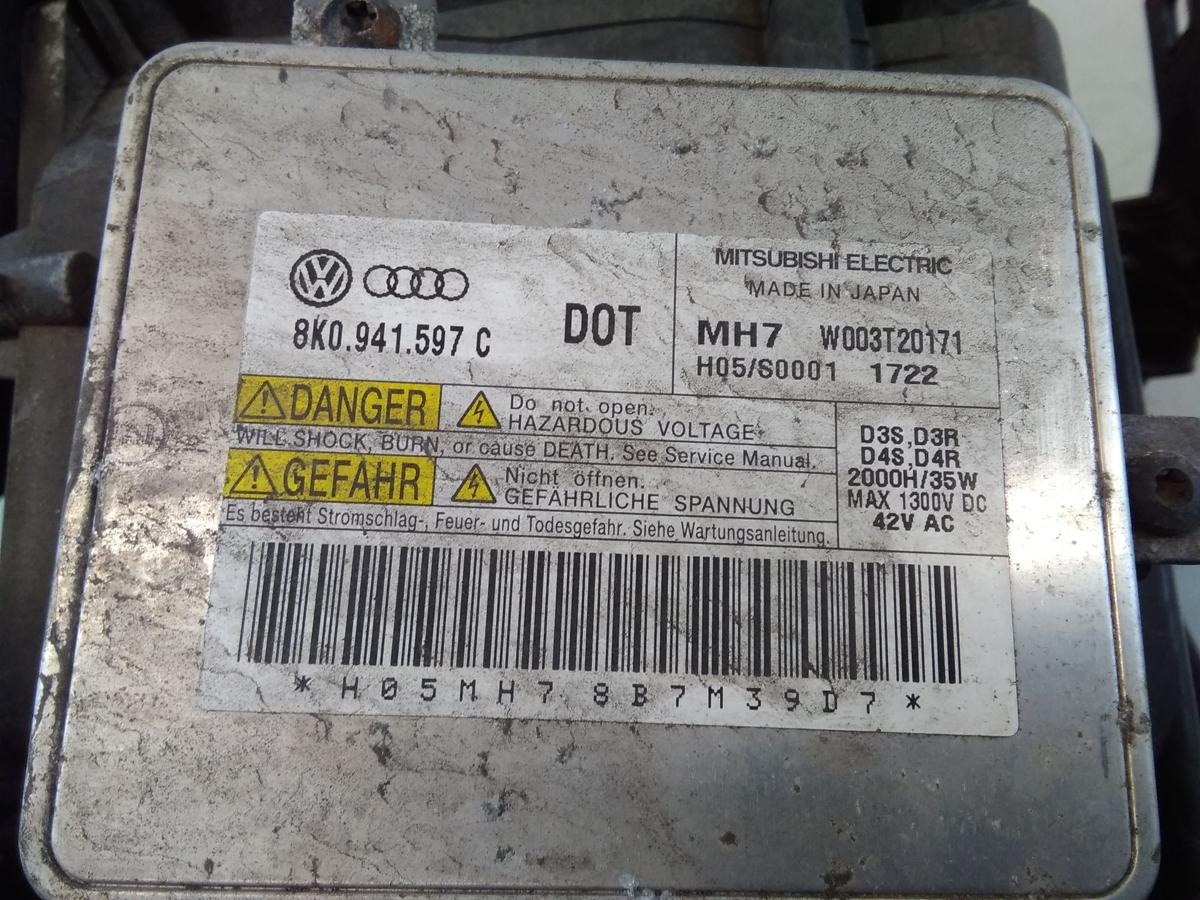 VW
8K0.941.597 C
DOT
MITSUBISHI ELECTRIC
MADE IN JAPAN
MH7 W003T20171
H05/S0001 1722
DANGER
Do not open.
HAZARDOUS VOLTAGE
WILL SHOCK, BURN, or cause DEATH. See Service Manual.
GEFAHR
Nicht öffnen.
GEFÄHRLICHE SPANNUNG
Es besteht Stromschlag-, Feuer- und Todesgefahr. Siehe Wartungsanleitung.
D3S,D3R
D4S,D4R
2000H/35W
MAX 1300V DC
42V AC
*H05MH78B7M39D7*